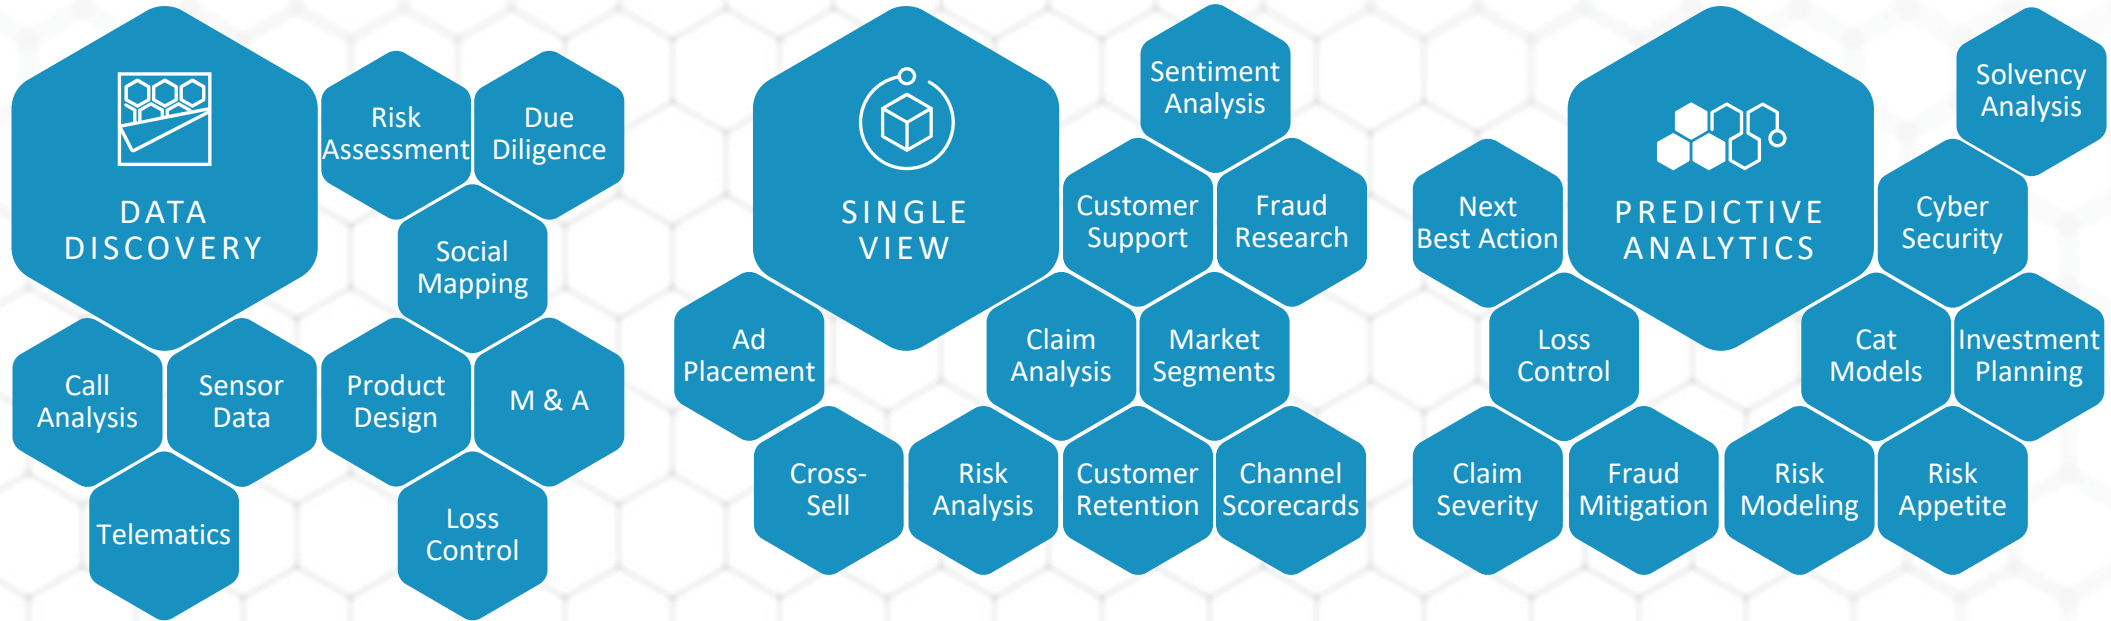 DATA
DISCOVERY
Risk
Assessment
Due
Diligence
Social
Mapping
Call
Analysis
Sensor
Data
Product
Design
M & A
Telematics
Loss
Control
SINGLE
VIEW
Sentiment
Analysis
Customer
Support
Fraud
Research
Ad
Placement
Claim
Analysis
Market
Segments
Cross-
Sell
Risk
Analysis
Customer
Retention
Channel
Scorecards
PREDICTIVE
ANALYTICS
Solvency
Analysis
Next
Best Action
Cyber
Security
Loss
Control
Cat
Models
Investment
Planning
Claim
Severity
Fraud
Mitigation
Risk
Modeling
Risk
Appetite